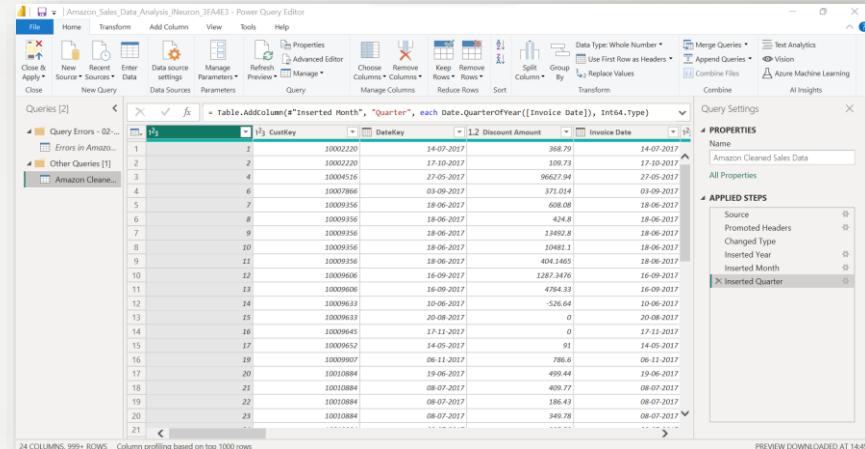 Amazon_Sales_Data_Analysis_iNeuron_3FA4E3 - Power Query Editor
File Home Transform Add Column View Tools Help
Close & Apply
New Source
Recent Sources
Enter Data
Data source settings
Manage Parameters
Refresh Preview
Properties
Advanced Editor
Manage
Choose Columns
Remove Columns
Keep Rows
Remove Rows
Split Column
Group By
Data Type: Whole Number
Use First Row as Headers
Replace Values
Merge Queries
Append Queries
Combine Files
Text Analytics
Vision
Azure Machine Learning
Close New Query Data Sources Parameters Query Manage Columns Reduce Rows Sort Transform Combine AI Insights
Queries [2]
Query Errors - 02-...
Errors in Amazo...
Other Queries [1]
Amazon Cleane...
fx = Table.AddColumn(#"Inserted Month", "Quarter", each Date.QuarterOfYear([Invoice Date]), Int64.Type)
1²3 1²3 CustKey DateKey 1.2 Discount Amount Invoice Date
1 1 10002220 14-07-2017 368.79 14-07-2017
2 2 10002220 17-10-2017 109.73 17-10-2017
3 4 10004516 27-05-2017 96627.94 27-05-2017
4 6 10007866 03-09-2017 371.014 03-09-2017
5 7 10009356 18-06-2017 608.08 18-06-2017
6 8 10009356 18-06-2017 424.8 18-06-2017
7 9 10009356 18-06-2017 13492.8 18-06-2017
8 10 10009356 18-06-2017 10481.1 18-06-2017
9 11 10009356 18-06-2017 404.1465 18-06-2017
10 12 10009606 16-09-2017 1287.3476 16-09-2017
11 13 10009606 16-09-2017 4764.33 16-09-2017
12 14 10009633 10-06-2017 -526.64 10-06-2017
13 15 10009633 20-08-2017 0 20-08-2017
14 16 10009645 17-11-2017 0 17-11-2017
15 17 10009652 14-05-2017 91 14-05-2017
16 19 10009907 06-11-2017 786.6 06-11-2017
17 20 10010884 19-06-2017 499.44 19-06-2017
18 21 10010884 08-07-2017 409.77 08-07-2017
19 22 10010884 08-07-2017 186.43 08-07-2017
20 23 10010884 08-07-2017 349.78 08-07-2017
21
Query Settings
PROPERTIES
Name
Amazon Cleaned Sales Data
All Properties
APPLIED STEPS
Source
Promoted Headers
Changed Type
Inserted Year
Inserted Month
Inserted Quarter
24 COLUMNS, 999+ ROWS Column profiling based on top 1000 rows
PREVIEW DOWNLOADED AT 14:45